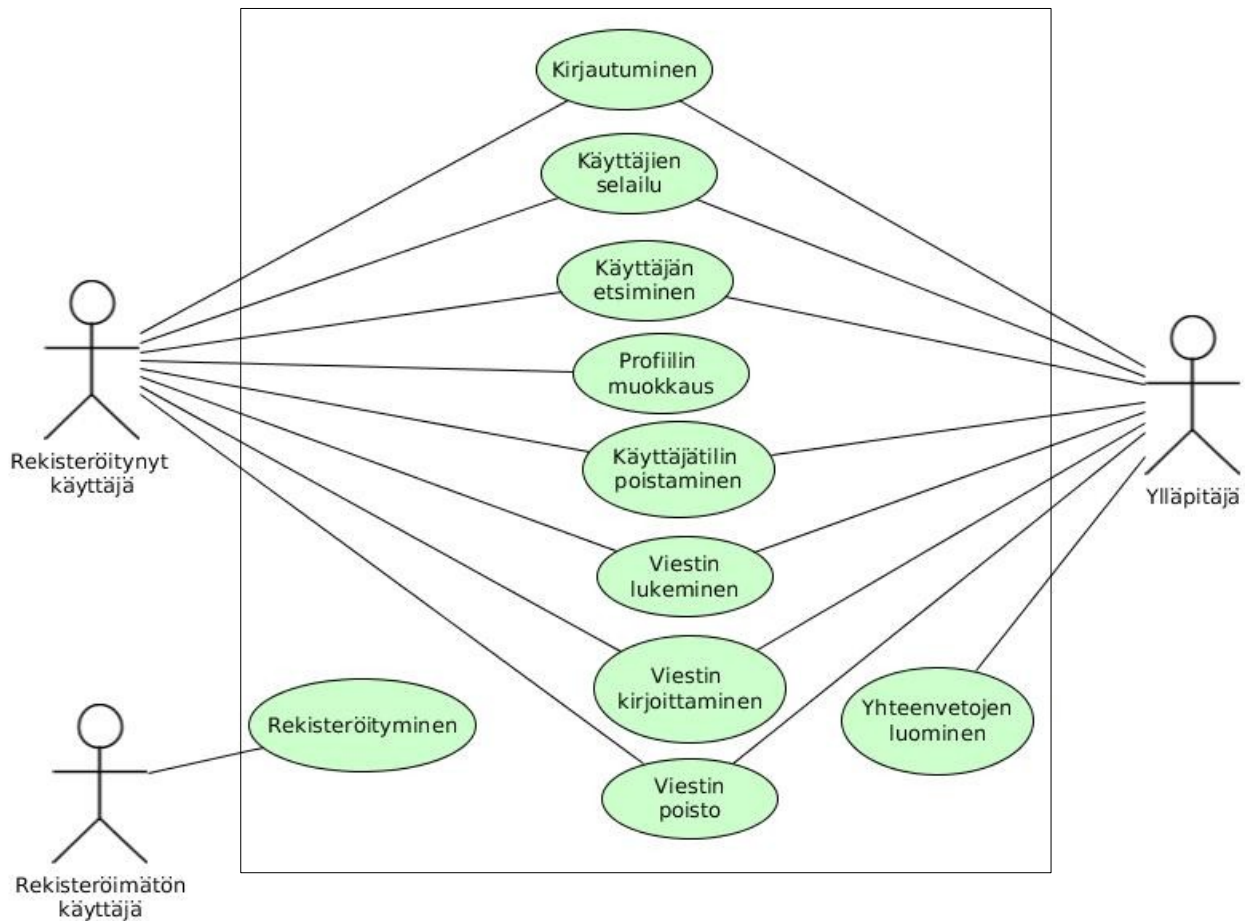 Kirjautuminen
Käyttäjien
selailu
Käyttäjän
etsiminen
Profiilin
muokkaus
Rekisteröitynyt
käyttäjä
Käyttäjätilin
poistaminen
Ylläpitäjä
Viestin
lukeminen
Viestin
kirjoittaminen
Rekisteröityminen
Yhteenvetojen
luominen
Viestin
poisto
Rekisteröimätön
käyttäjä